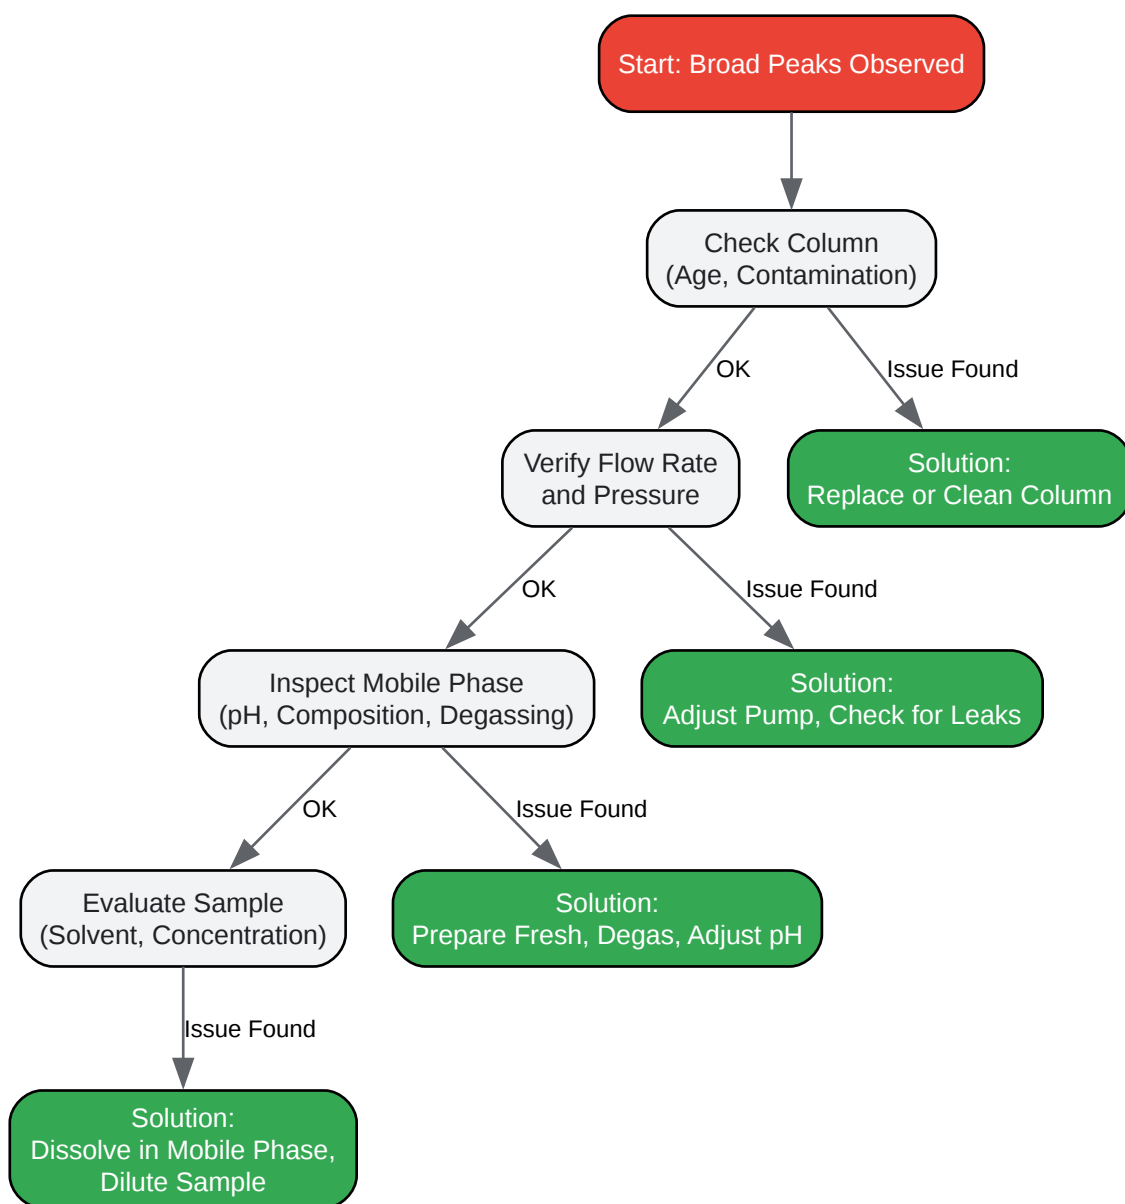 Start: Broad Peaks Observed
Check Column
(Age, Contamination)
OK
Issue Found
Verify Flow Rate
and Pressure
Solution:
Replace or Clean Column
OK
Issue Found
Inspect Mobile Phase
(pH, Composition, Degassing)
Solution:
Adjust Pump, Check for Leaks
OK
Issue Found
Evaluate Sample
(Solvent, Concentration)
Solution:
Prepare Fresh, Degas, Adjust pH
Issue Found
Solution:
Dissolve in Mobile Phase,
Dilute Sample